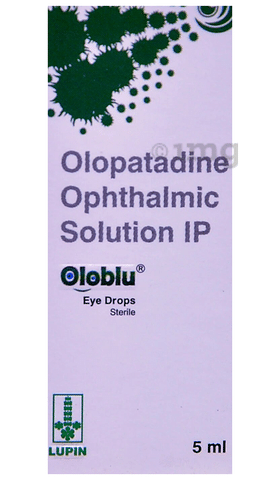 1mg
Olopatadine
Ophthalmic
Solution IP
Oloblu®
Eye Drops
Sterile
LUPIN
5 ml